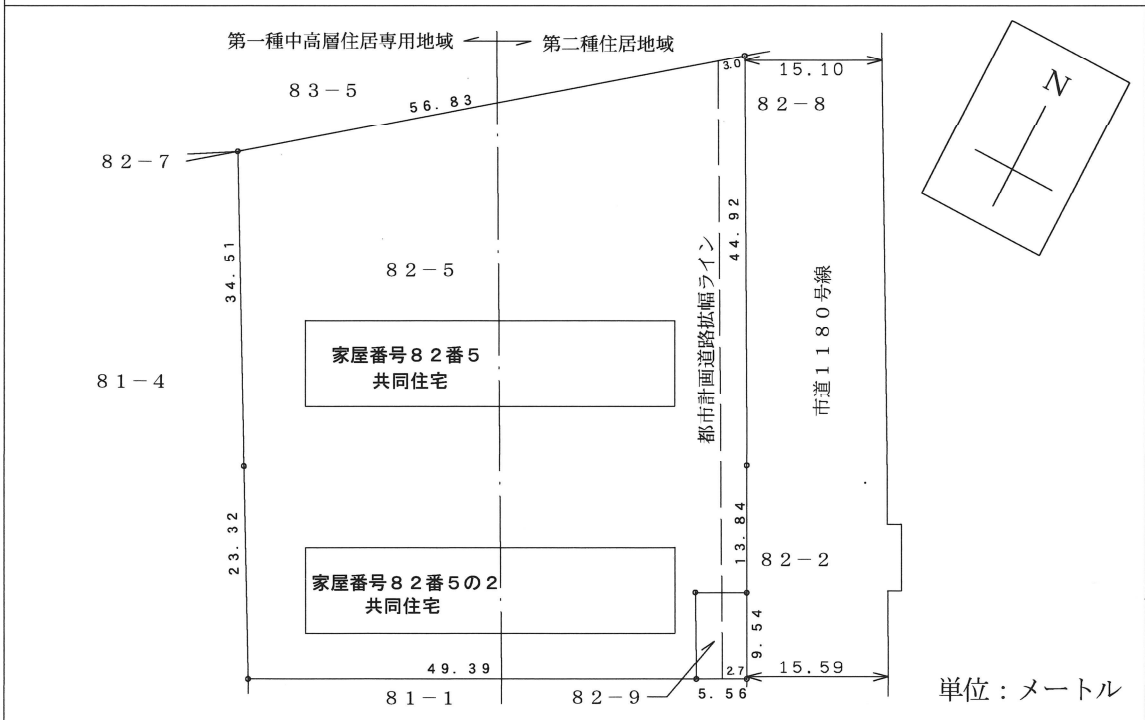 第一種中高層住居専用地域
第二種住居地域
83-5
56.83
3.0
15.10
82-8
N
82-7
34.51
82-5
44.92
都市計画道路拡幅ライン
市道1180号線
家屋番号82番5
共同住宅
81-4
23.32
13.84
82-2
家屋番号82番5の2
共同住宅
9.54
49.39
2.7
15.59
81-1
82-9
5.56
単位:メートル